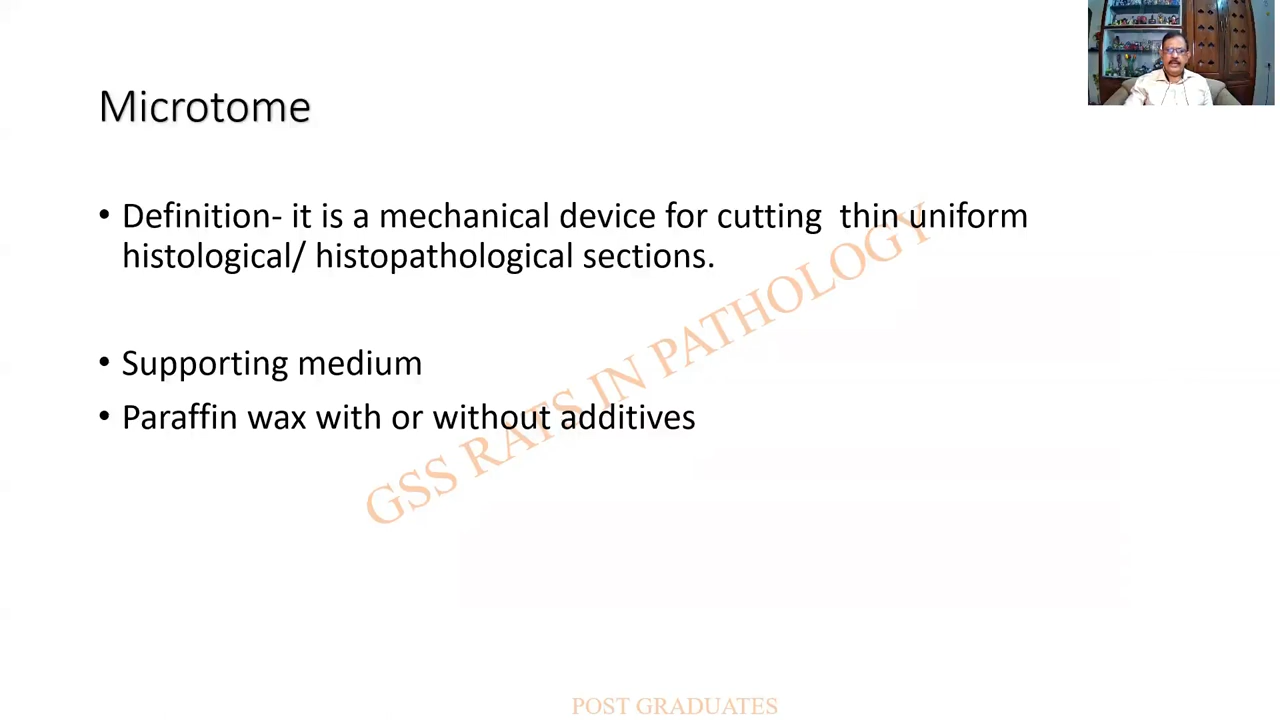 Microtome
• Definition- it is a mechanical device for cutting  thin uniform
histological/ histopathological sections.
• Supporting medium
• Paraffin wax with or without additives
GSS RATS IN PATHOLOGY
POST GRADUATES